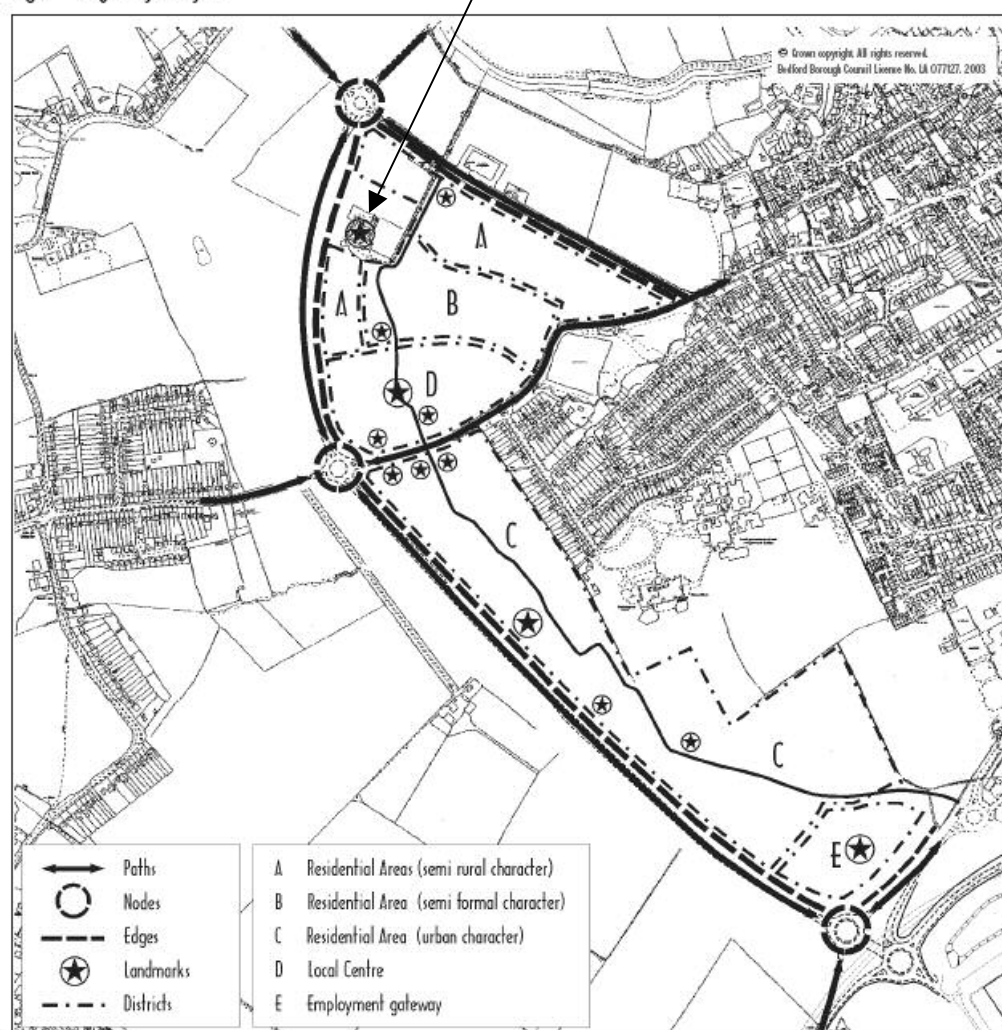 © Crown copyright. All rights reserved.
Bedford Borough Council Licence No. LA 077127. 2003
A
A
B
D
C
C
E
Paths
Nodes
Edges
Landmarks
Districts
A Residential Areas (semi rural character)
B Residential Area (semi formal character)
C Residential Area (urban character)
D Local Centre
E Employment gateway